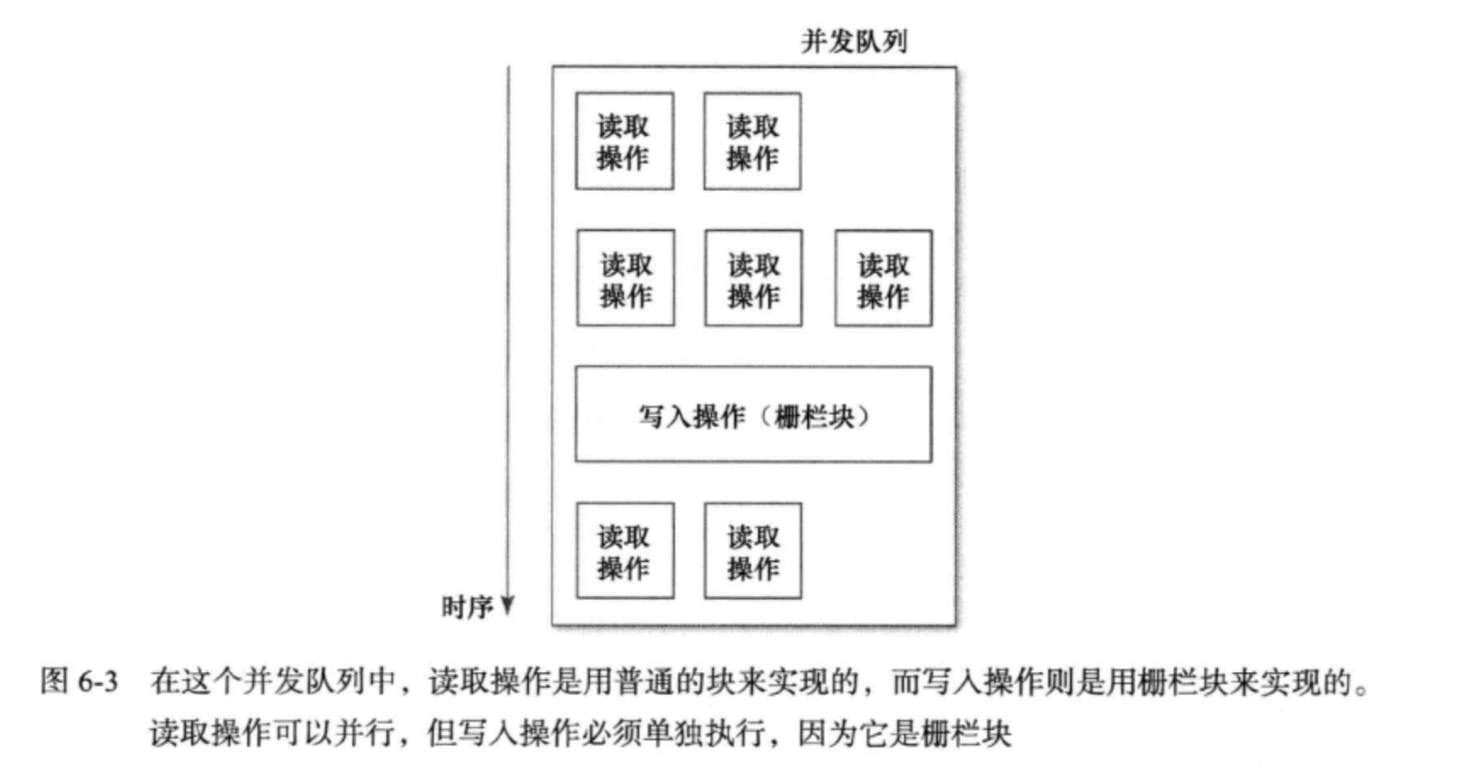 并发队列
读取
操作
读取
操作
读取
操作
读取
操作
读取
操作
写入操作（栅栏块）
读取
操作
读取
操作
时序
图 6-3 在这个并发队列中，读取操作是用普通的块来实现的，而写入操作则是用栅栏块来实现的。
读取操作可以并行，但写入操作必须单独执行，因为它是栅栏块